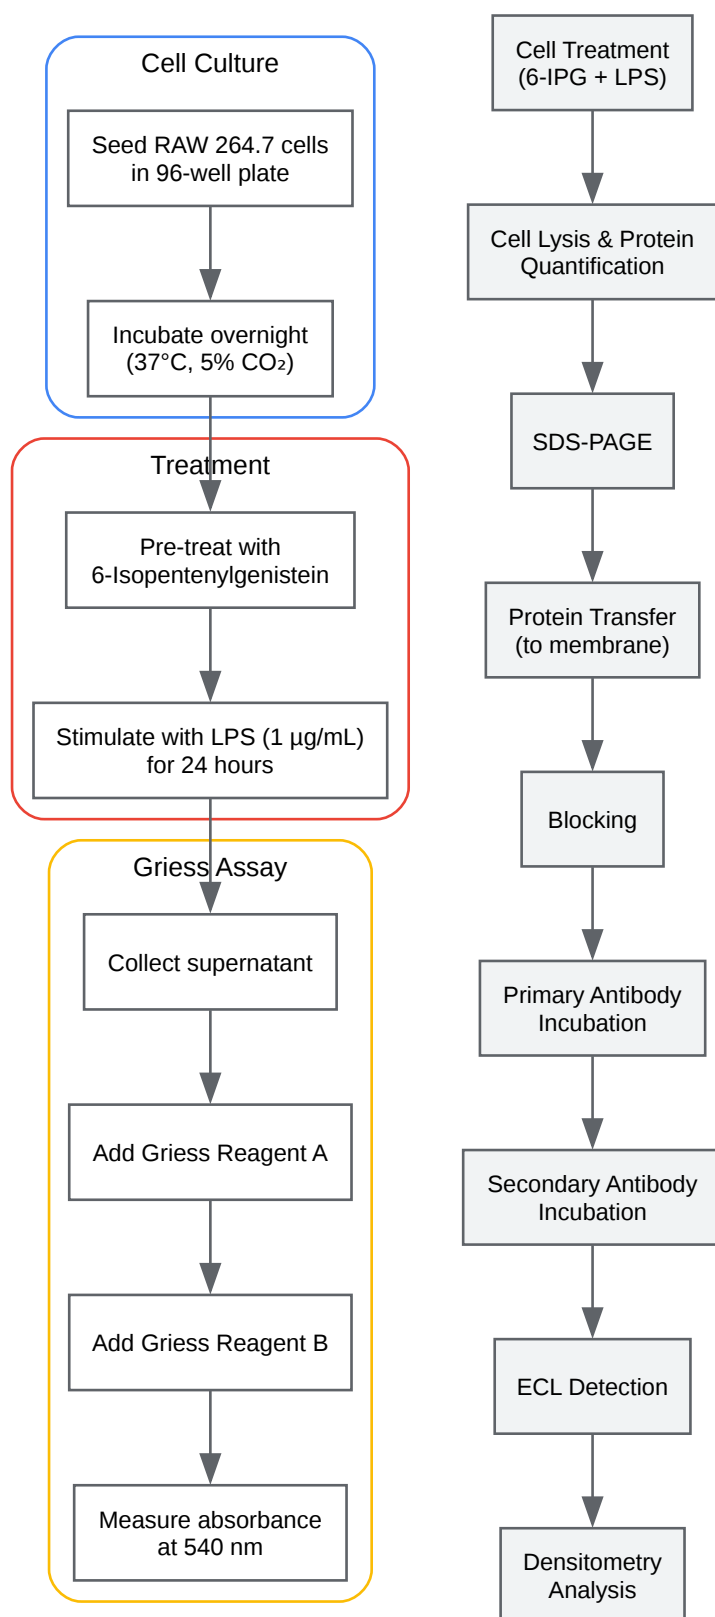 Cell Culture
Seed RAW 264.7 cells
in 96-well plate
Incubate overnight
(37°C, 5% CO₂)
Treatment
Pre-treat with
6-Isopentenylgenistein
Stimulate with LPS (1 µg/mL)
for 24 hours
Griess Assay
Collect supernatant
Add Griess Reagent A
Add Griess Reagent B
Measure absorbance
at 540 nm
Cell Treatment
(6-IPG + LPS)
Cell Lysis & Protein
Quantification
SDS-PAGE
Protein Transfer
(to membrane)
Blocking
Primary Antibody
Incubation
Secondary Antibody
Incubation
ECL Detection
Densitometry
Analysis